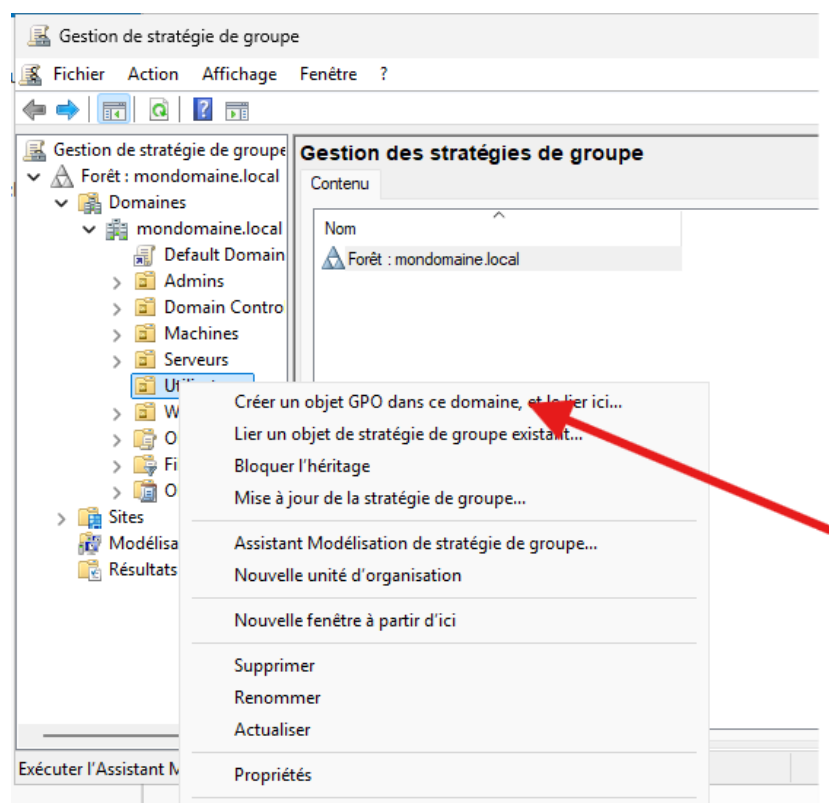 Gestion de stratégie de groupe
Fichier Action Affichage Fenêtre ?
Gestion de stratégie de groupe
Forêt : mondomaine.local
Domaines
mondomaine.local
Default Domain
Admins
Domain Contro
Machines
Serveurs
W
O
Fi
O
Sites
Modélisa
Résultats
Gestion des stratégies de groupe
Contenu
Nom
Forêt : mondomaine.local
Créer un objet GPO dans ce domaine, et le lier ici...
Lier un objet de stratégie de groupe existant...
Bloquer l'héritage
Mise à jour de la stratégie de groupe...
Assistant Modélisation de stratégie de groupe...
Nouvelle unité d'organisation
Nouvelle fenêtre à partir d'ici
Supprimer
Renommer
Actualiser
Propriétés
Exécuter l'Assistant M